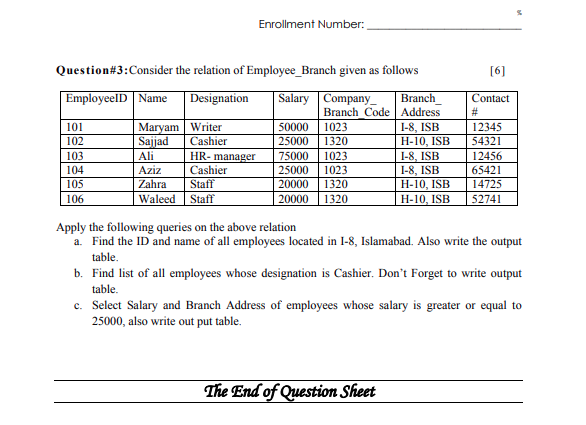 Enrollment Number: ____________________
Question#3:Consider the relation of Employee_Branch given as follows [6]
EmployeeID Name Designation Salary Company_ Branch_Code Branch_ Address Contact #
101 Maryam Writer 50000 1023 I-8, ISB 12345
102 Sajjad Cashier 25000 1320 H-10, ISB 54321
103 Ali HR- manager 75000 1023 I-8, ISB 12456
104 Aziz Cashier 25000 1023 I-8, ISB 65421
105 Zahra Staff 20000 1320 H-10, ISB 14725
106 Waleed Staff 20000 1320 H-10, ISB 52741
Apply the following queries on the above relation
a. Find the ID and name of all employees located in I-8, Islamabad. Also write the output
table.
b. Find list of all employees whose designation is Cashier. Don't Forget to write output
table.
c. Select Salary and Branch Address of employees whose salary is greater or equal to
25000, also write out put table.
The End of Question Sheet